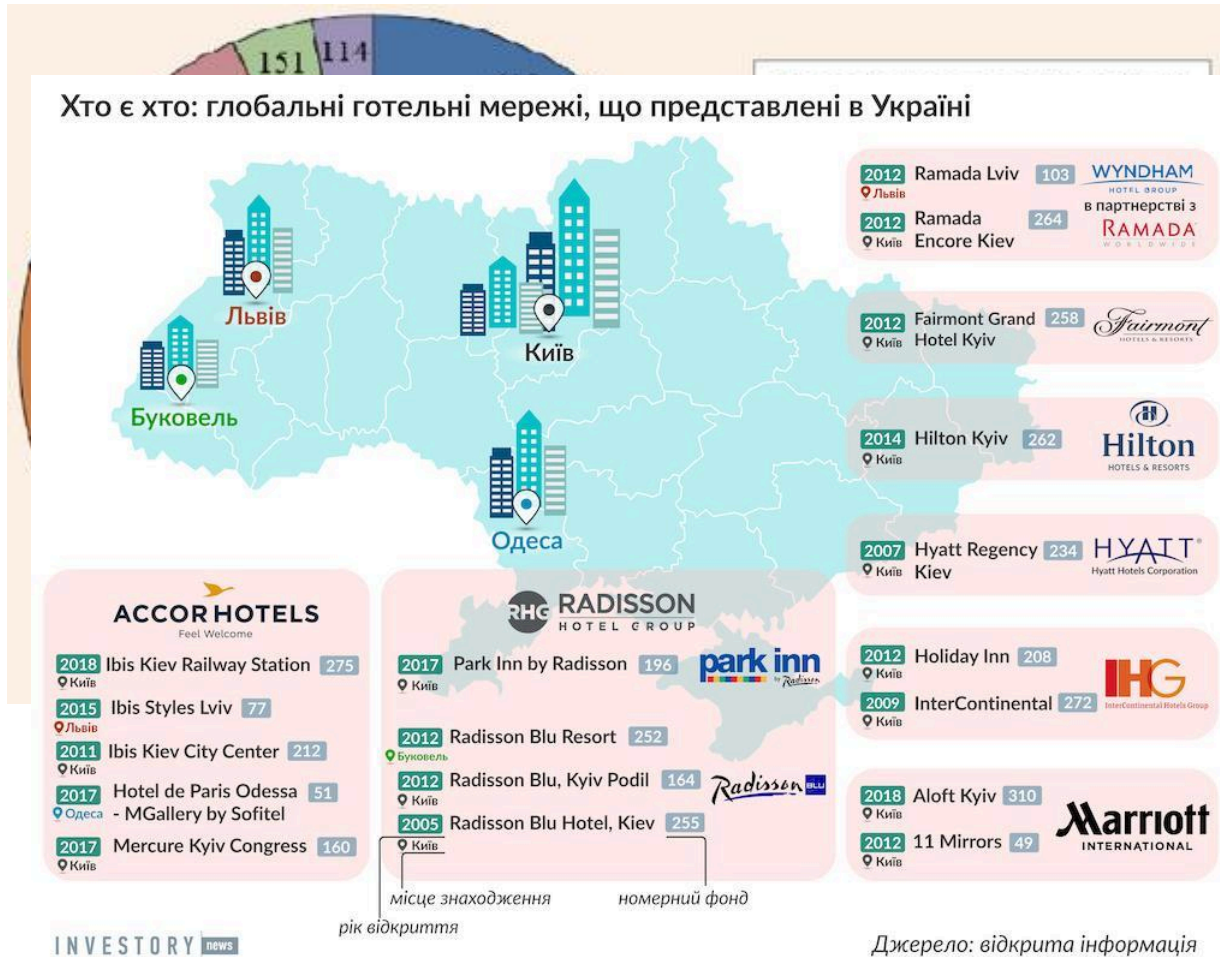 151
114
Хто є хто: глобальні готельні мережі, що представлені в Україні
Львів
Київ
Буковель
Одеса
2012 Ramada Lviv 103
Львів
2012 Ramada
Київ Encore Kiev 264
WYNDHAM
HOTEL GROUP
в партнерстві з
RAMADA
WORLDWIDE
2012 Fairmont Grand 258
Київ Hotel Kyiv
Fairmont
HOTELS & RESORTS
2014 Hilton Kyiv 262
Київ
Hilton
HOTELS & RESORTS
2007 Hyatt Regency 234
Київ Kiev
HYATT
Hyatt Hotels Corporation
ACCOR HOTELS
Feel Welcome
2018 Ibis Kiev Railway Station 275
Київ
2015 Ibis Styles Lviv 77
Львів
2011 Ibis Kiev City Center 212
Київ
2017 Hotel de Paris Odessa 51
Одеса - MGallery by Sofitel
2017 Mercure Kyiv Congress 160
Київ
RHG RADISSON
HOTEL GROUP
2017 Park Inn by Radisson 196
Київ
park inn
by Radisson
2012 Radisson Blu Resort 252
Буковель
2012 Radisson Blu, Kyiv Podil 164
Київ
Radisson BLU
2005 Radisson Blu Hotel, Kiev 255
Київ
2012 Holiday Inn 208
Київ
2009 InterContinental 272
Київ
IHG
InterContinental Hotels Group
2018 Aloft Kyiv 310
Київ
2012 11 Mirrors 49
Київ
Marriott
INTERNATIONAL
місце знаходження
номерний фонд
рік відкриття
INVESTORY news
Джерело: відкрита інформація